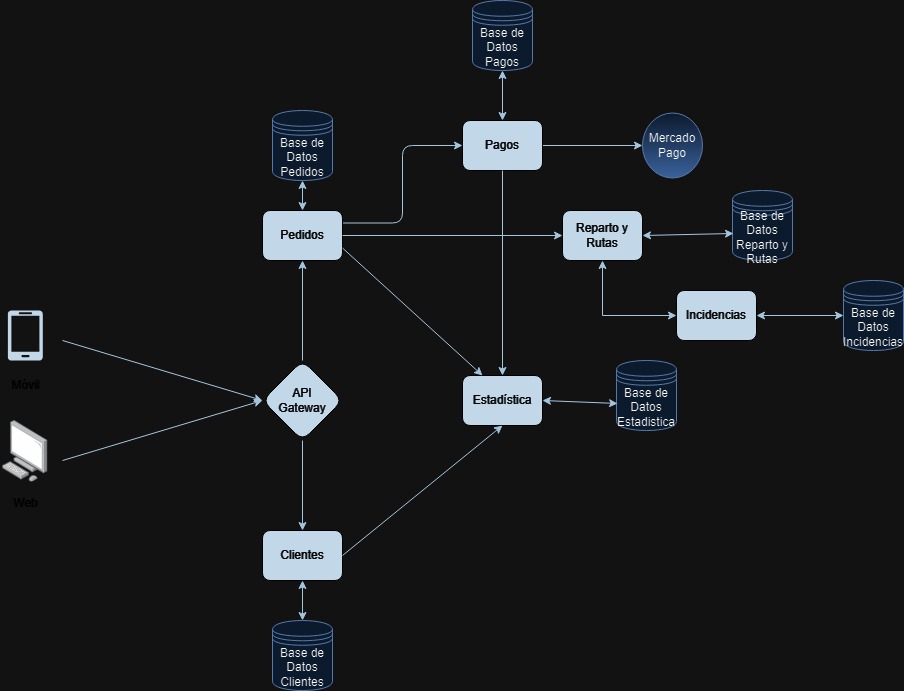 Base de
Datos
Pagos
Base de
Datos
Pedidos
Pagos
Mercado
Pago
Pedidos
Reparto y
Rutas
Base de
Datos
Reparto y
Rutas
Incidencias
Base de
Datos
Incidencias
Móvil
API
Gateway
Estadística
Base de
Datos
Estadistica
Web
Clientes
Base de
Datos
Clientes